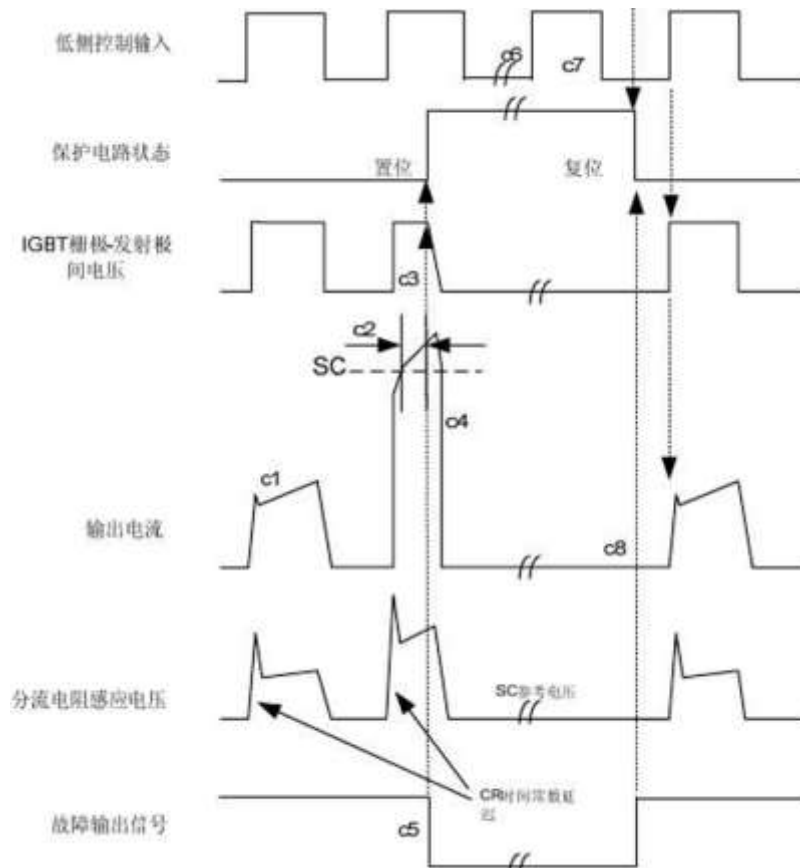 低侧控制输入
c6
c7
保护电路状态
置位
复位
IGBT栅极-发射极
间电压
c3
c2
SC
c4
c1
输出电流
c8
分流电阻感应电压
SC参考电压
CR时间常数延
迟
故障输出信号
c5